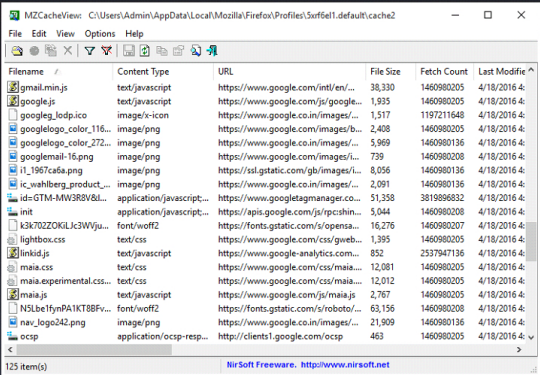 MZCacheView: C:\Users\Admin\AppData\Local\Mozilla\Firefox\Profiles\5xrf6el1.default\cache2
File Edit View Options Help
Filename / Content Type URL File Size Fetch Count Last Modifie
gmail.min.js text/javascript https://www.google.com/intl/en/... 38,330 1460980205 4/18/2016 4:
google.js text/javascript https://www.google.com/js/google... 1,935 1460980205 4/18/2016 4:
googleg_lodp.ico image/x-icon https://www.google.co.in/images/... 1,517 1197211648 4/18/2016 4:
googlelogo_color_116... image/png https://www.google.com/images/b... 2,408 1460980205 4/18/2016 4:
googlelogo_color_272... image/png https://www.google.co.in/images/... 5,969 1460980136 4/18/2016 4:
googlemail-16.png image/png https://www.google.com/images/i... 739 1460980208 4/18/2016 4:
i1_1967ca6a.png image/png https://ssl.gstatic.com/gb/images/i... 8,056 1460980136 4/18/2016 4:
ic_wahlberg_product_... image/png https://www.google.co.in/images/... 2,091 1460980136 4/18/2016 4:
id=GTM-MW3R8V&l... application/javascript;... https://www.googletagmanager.co... 51,358 3819896832 4/18/2016 4:
init application/javascript;... https://apis.google.com/js/rpc:shin... 5,044 1460980208 4/18/2016 4:
k3k702ZOKiLJc3WVju... font/woff2 https://fonts.gstatic.com/s/opensa... 16,276 1460980207 4/18/2016 4:
lightbox.css text/css https://www.google.com/css/gweb... 1,395 1460980205 4/18/2016 4:
linkid.js text/javascript https://www.google-analytics.com... 852 2537947136 4/18/2016 4:
maia.css text/css https://www.google.com/css/maia.... 12,081 1460980205 4/18/2016 4:
maia.experimental.css... text/css https://www.google.com/css/maia.... 12,012 1460980205 4/18/2016 4:
maia.js text/javascript https://www.google.com/js/maia.js 2,767 1460980205 4/18/2016 4:
N5Lbe1fynPA1KT8BFv... font/woff2 https://fonts.gstatic.com/s/roboto/... 63,156 1460980208 4/18/2016 4:
nav_logo242.png image/png https://www.google.co.in/images/... 21,909 1460980136 4/18/2016 4:
ocsp application/ocsp-resp... http://clients1.google.com/ocsp 463 1460980205 4/18/2016 4:
125 item(s) NirSoft Freeware. http://www.nirsoft.net